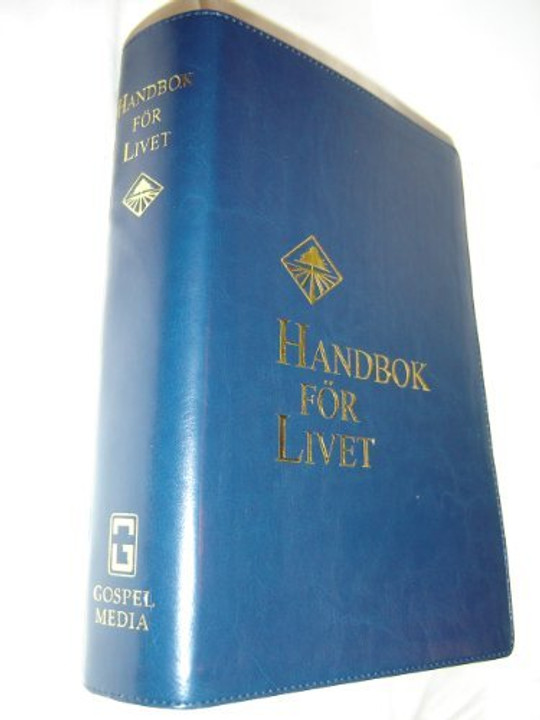 HANDBOK
FÖR
LIVET
GOSPEL
MEDIA
HANDBOK
FÖR
LIVET